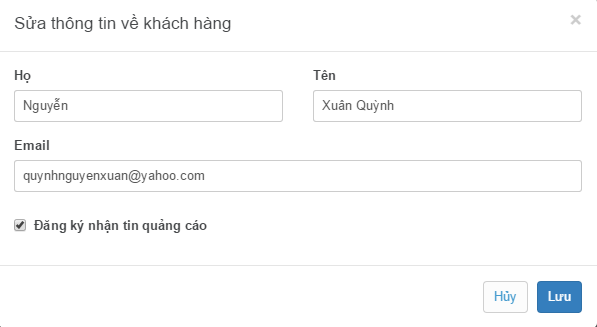 Sửa thông tin về khách hàng ×
Họ Tên
Nguyễn Xuân Quỳnh
Email
quynhnguyenxuan@yahoo.com
Đăng ký nhận tin quảng cáo
Hủy Lưu